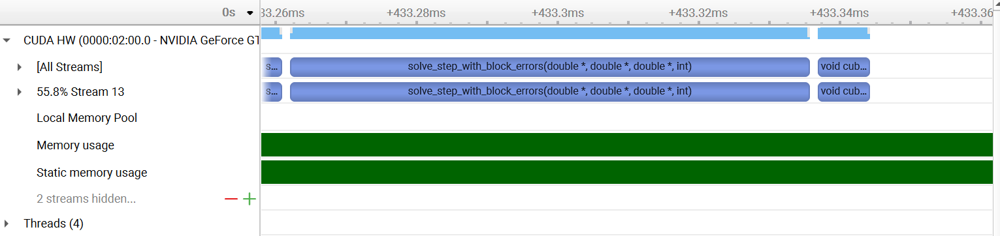 0s
33.26ms +433.28ms +433.3ms +433.32ms +433.34ms +433.36
CUDA HW (0000:02:00.0 - NVIDIA GeForce GT
[All Streams]
s... solve_step_with_block_errors(double *, double *, double *, int) void cub...
55.8% Stream 13
s... solve_step_with_block_errors(double *, double *, double *, int) void cub...
Local Memory Pool
Memory usage
Static memory usage
2 streams hidden...
Threads (4)